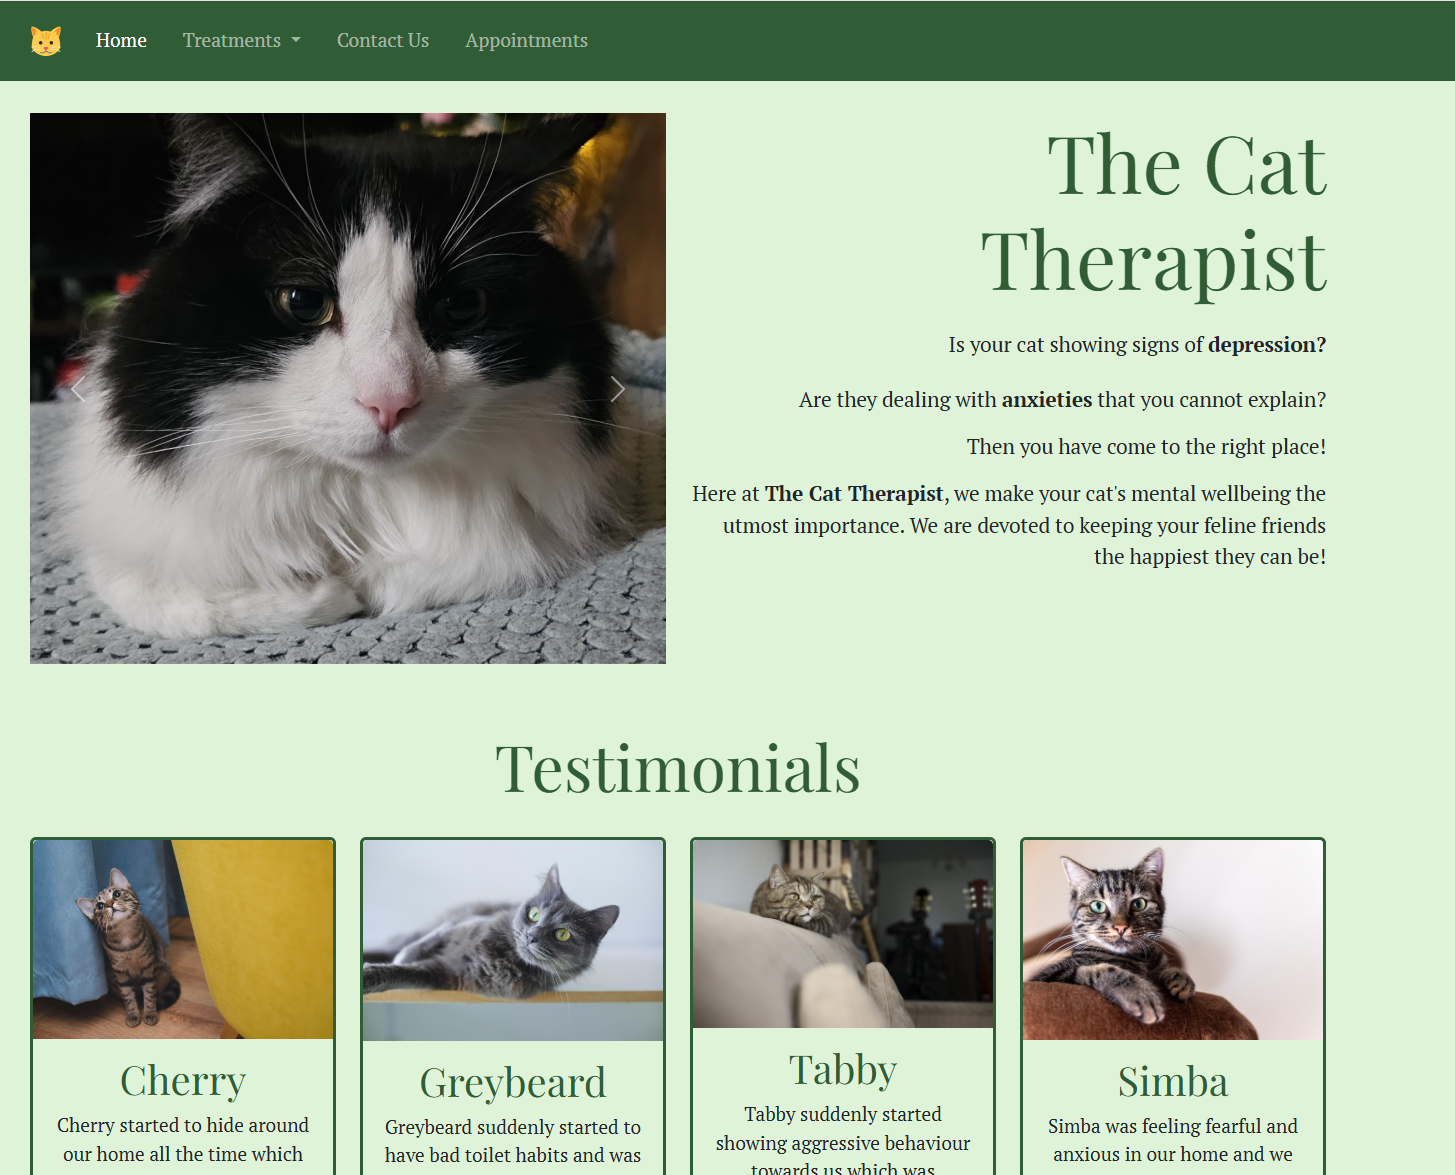 Home Treatments Contact Us Appointments
The Cat
Therapist
Is your cat showing signs of depression?
Are they dealing with anxieties that you cannot explain?
Then you have come to the right place!
Here at The Cat Therapist, we make your cat's mental wellbeing the
utmost importance. We are devoted to keeping your feline friends
the happiest they can be!
Testimonials
Cherry
Cherry started to hide around
our home all the time which
Greybeard
Greybeard suddenly started to
have bad toilet habits and was
Tabby
Tabby suddenly started
showing aggressive behaviour
towards us which was
Simba
Simba was feeling fearful and
anxious in our home and we